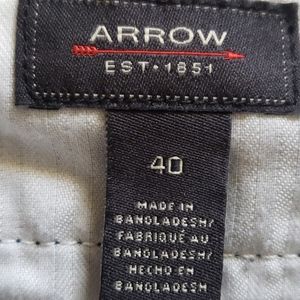 ARROW
EST·1851
40
MADE IN
BANGLADESH/
FABRIQUÉ AU
BANGLADESH/
HECHO EN
BANGLADESH